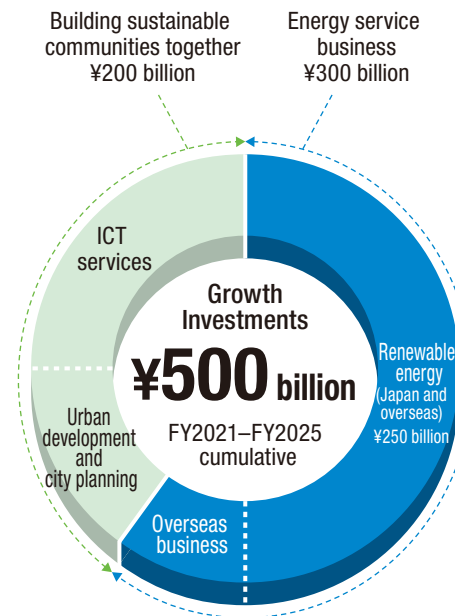 Building sustainable
communities together
¥200 billion
Energy service
business
¥300 billion
ICT
services
Growth
Investments
¥500 billion
FY2021–FY2025
cumulative
Renewable
energy
(Japan and
overseas)
¥250 billion
Urban
development
and
city planning
Overseas
business